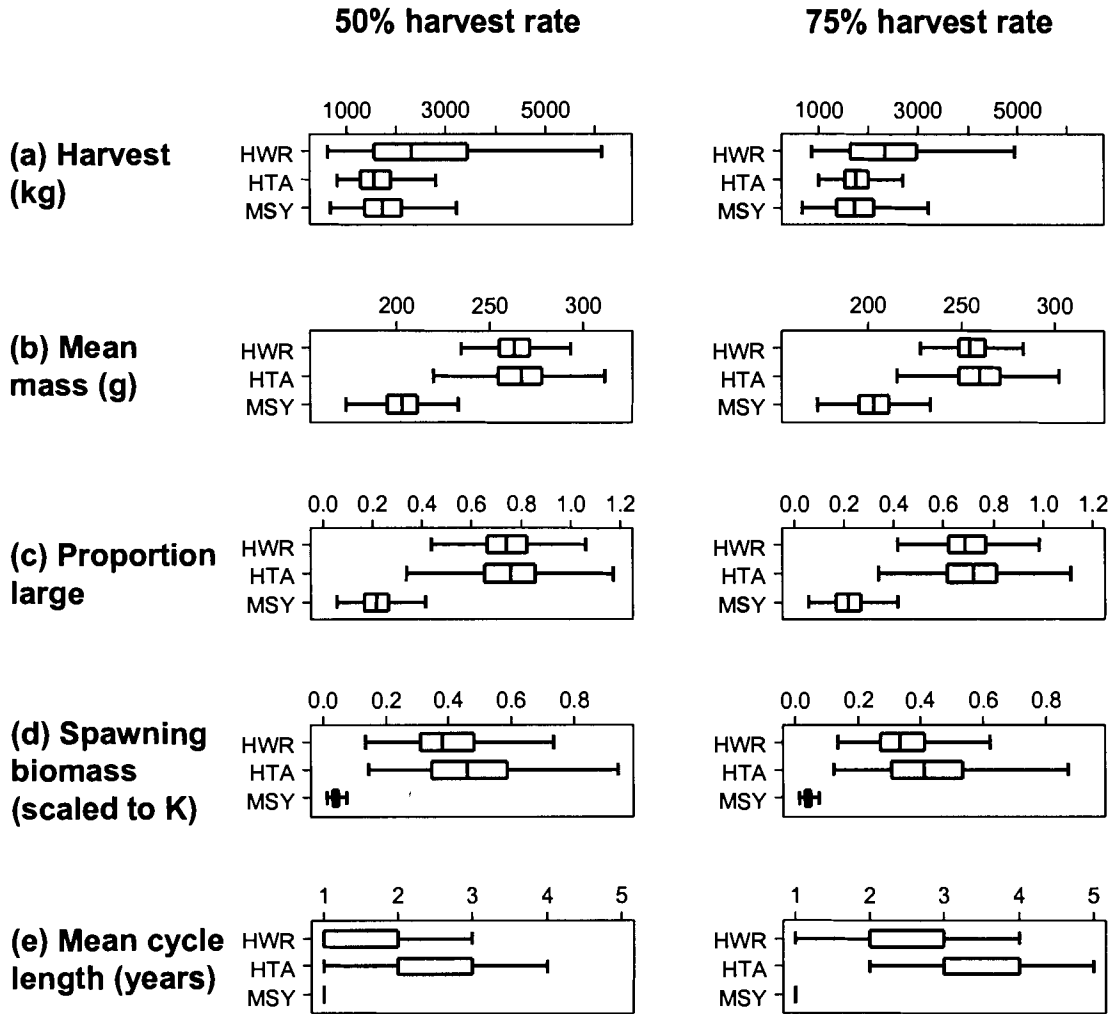 50% harvest rate 75% harvest rate
1000 3000 5000 1000 3000 5000
(a) Harvest
(kg)
HWR HWR
HTA HTA
MSY MSY
200 250 300 200 250 300
(b) Mean
mass (g)
HWR HWR
HTA HTA
MSY MSY
0.0 0.2 0.4 0.6 0.8 1.0 1.2 0.0 0.2 0.4 0.6 0.8 1.0 1.2
(c) Proportion
large
HWR HWR
HTA HTA
MSY MSY
0.0 0.2 0.4 0.6 0.8 0.0 0.2 0.4 0.6 0.8
(d) Spawning
biomass
(scaled to K)
HWR HWR
HTA HTA
MSY MSY
1 2 3 4 5 1 2 3 4 5
(e) Mean cycle
length (years)
HWR HWR
HTA HTA
MSY MSY